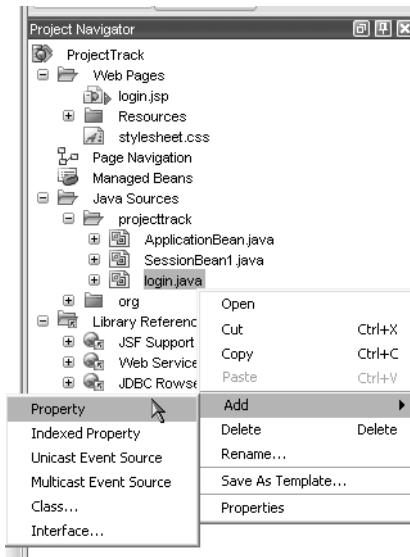 Project Navigator
ProjectTrack
Web Pages
login.jsp
Resources
stylesheet.css
Page Navigation
Managed Beans
Java Sources
projecttrack
ApplicationBean.java
SessionBean1.java
login.java
org
Library Referenc
JSF Support
Web Service
JDBC Rowse
Open
Cut Ctrl+X
Copy Ctrl+C
Paste Ctrl+V
Add
Delete Delete
Rename...
Save As Template...
Properties
Property
Indexed Property
Unicast Event Source
Multicast Event Source
Class...
Interface...